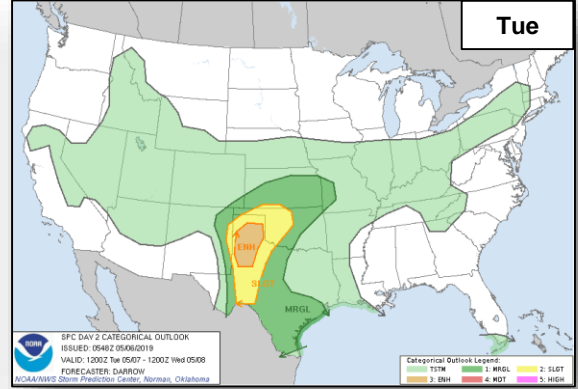 Tue
ENH
SLGT
MRGL
NOAA
SPC DAY 2 CATEGORICAL OUTLOOK
ISSUED: 0548Z 05/06/2019
VALID: 1200Z Tue 05/07 - 1200Z Wed 05/08
FORECASTER: DARROW
NOAA/NWS Storm Prediction Center, Norman, Oklahoma
Categorical Outlook Legend:
TSTM 1: MRGL 2: SLGT
3: ENH 4: MDT 5: HIGH